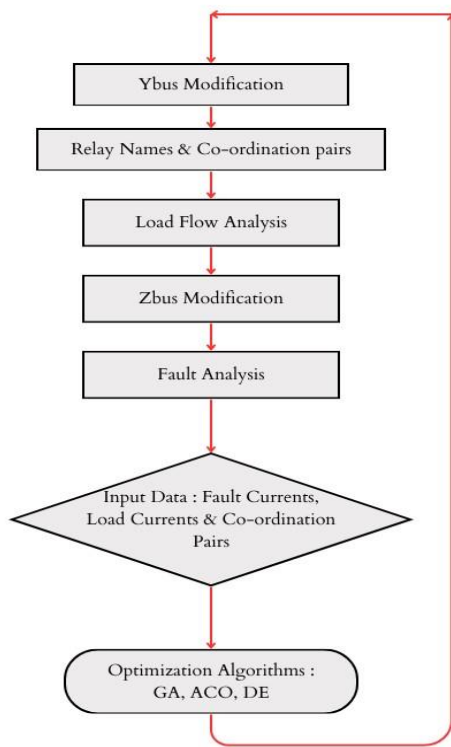 Ybus Modification
Relay Names & Co-ordination pairs
Load Flow Analysis
Zbus Modification
Fault Analysis
Input Data : Fault Currents,
Load Currents & Co-ordination
Pairs
Optimization Algorithms :
GA, ACO, DE